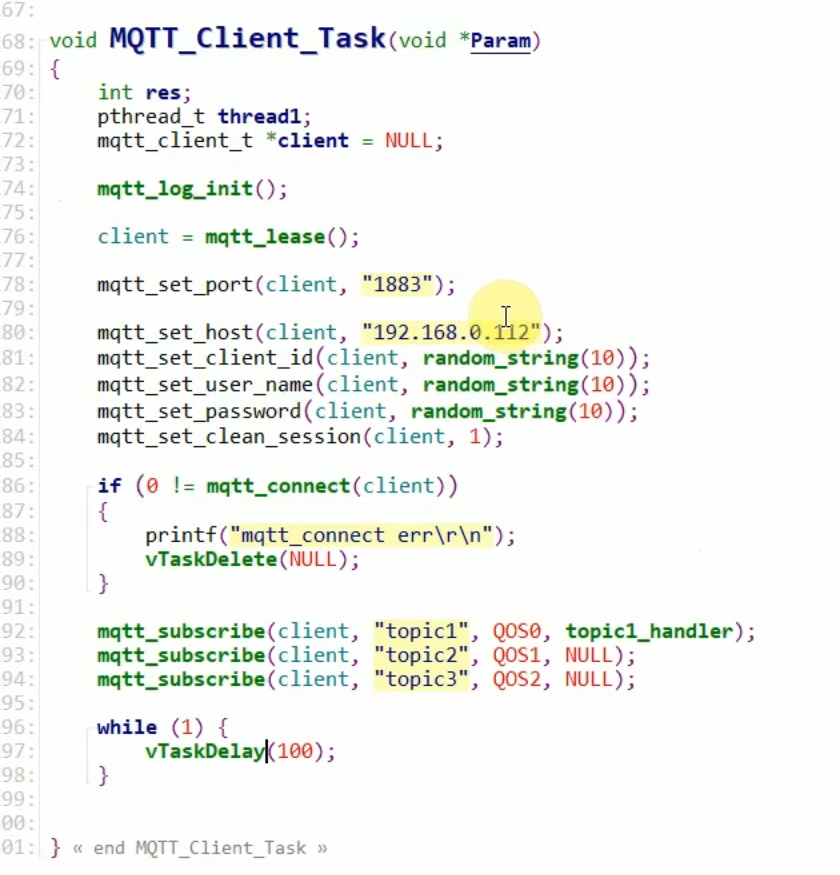 67:
68: void MQTT_Client_Task(void *Param)
69: {
70: int res;
71: pthread_t thread1;
72: mqtt_client_t *client = NULL;
73:
74: mqtt_log_init();
75:
76: client = mqtt_lease();
77:
78: mqtt_set_port(client, "1883");
79:
80: mqtt_set_host(client, "192.168.0.112");
81: mqtt_set_client_id(client, random_string(10));
82: mqtt_set_user_name(client, random_string(10));
83: mqtt_set_password(client, random_string(10));
84: mqtt_set_clean_session(client, 1);
85:
86: if (0 != mqtt_connect(client))
87: {
88: printf("mqtt_connect err\r\n");
89: vTaskDelete(NULL);
90: }
91:
92: mqtt_subscribe(client, "topic1", QOS0, topic1_handler);
93: mqtt_subscribe(client, "topic2", QOS1, NULL);
94: mqtt_subscribe(client, "topic3", QOS2, NULL);
95:
96: while (1) {
97: vTaskDelay(100);
98: }
99:
00:
01: } « end MQTT_Client_Task »